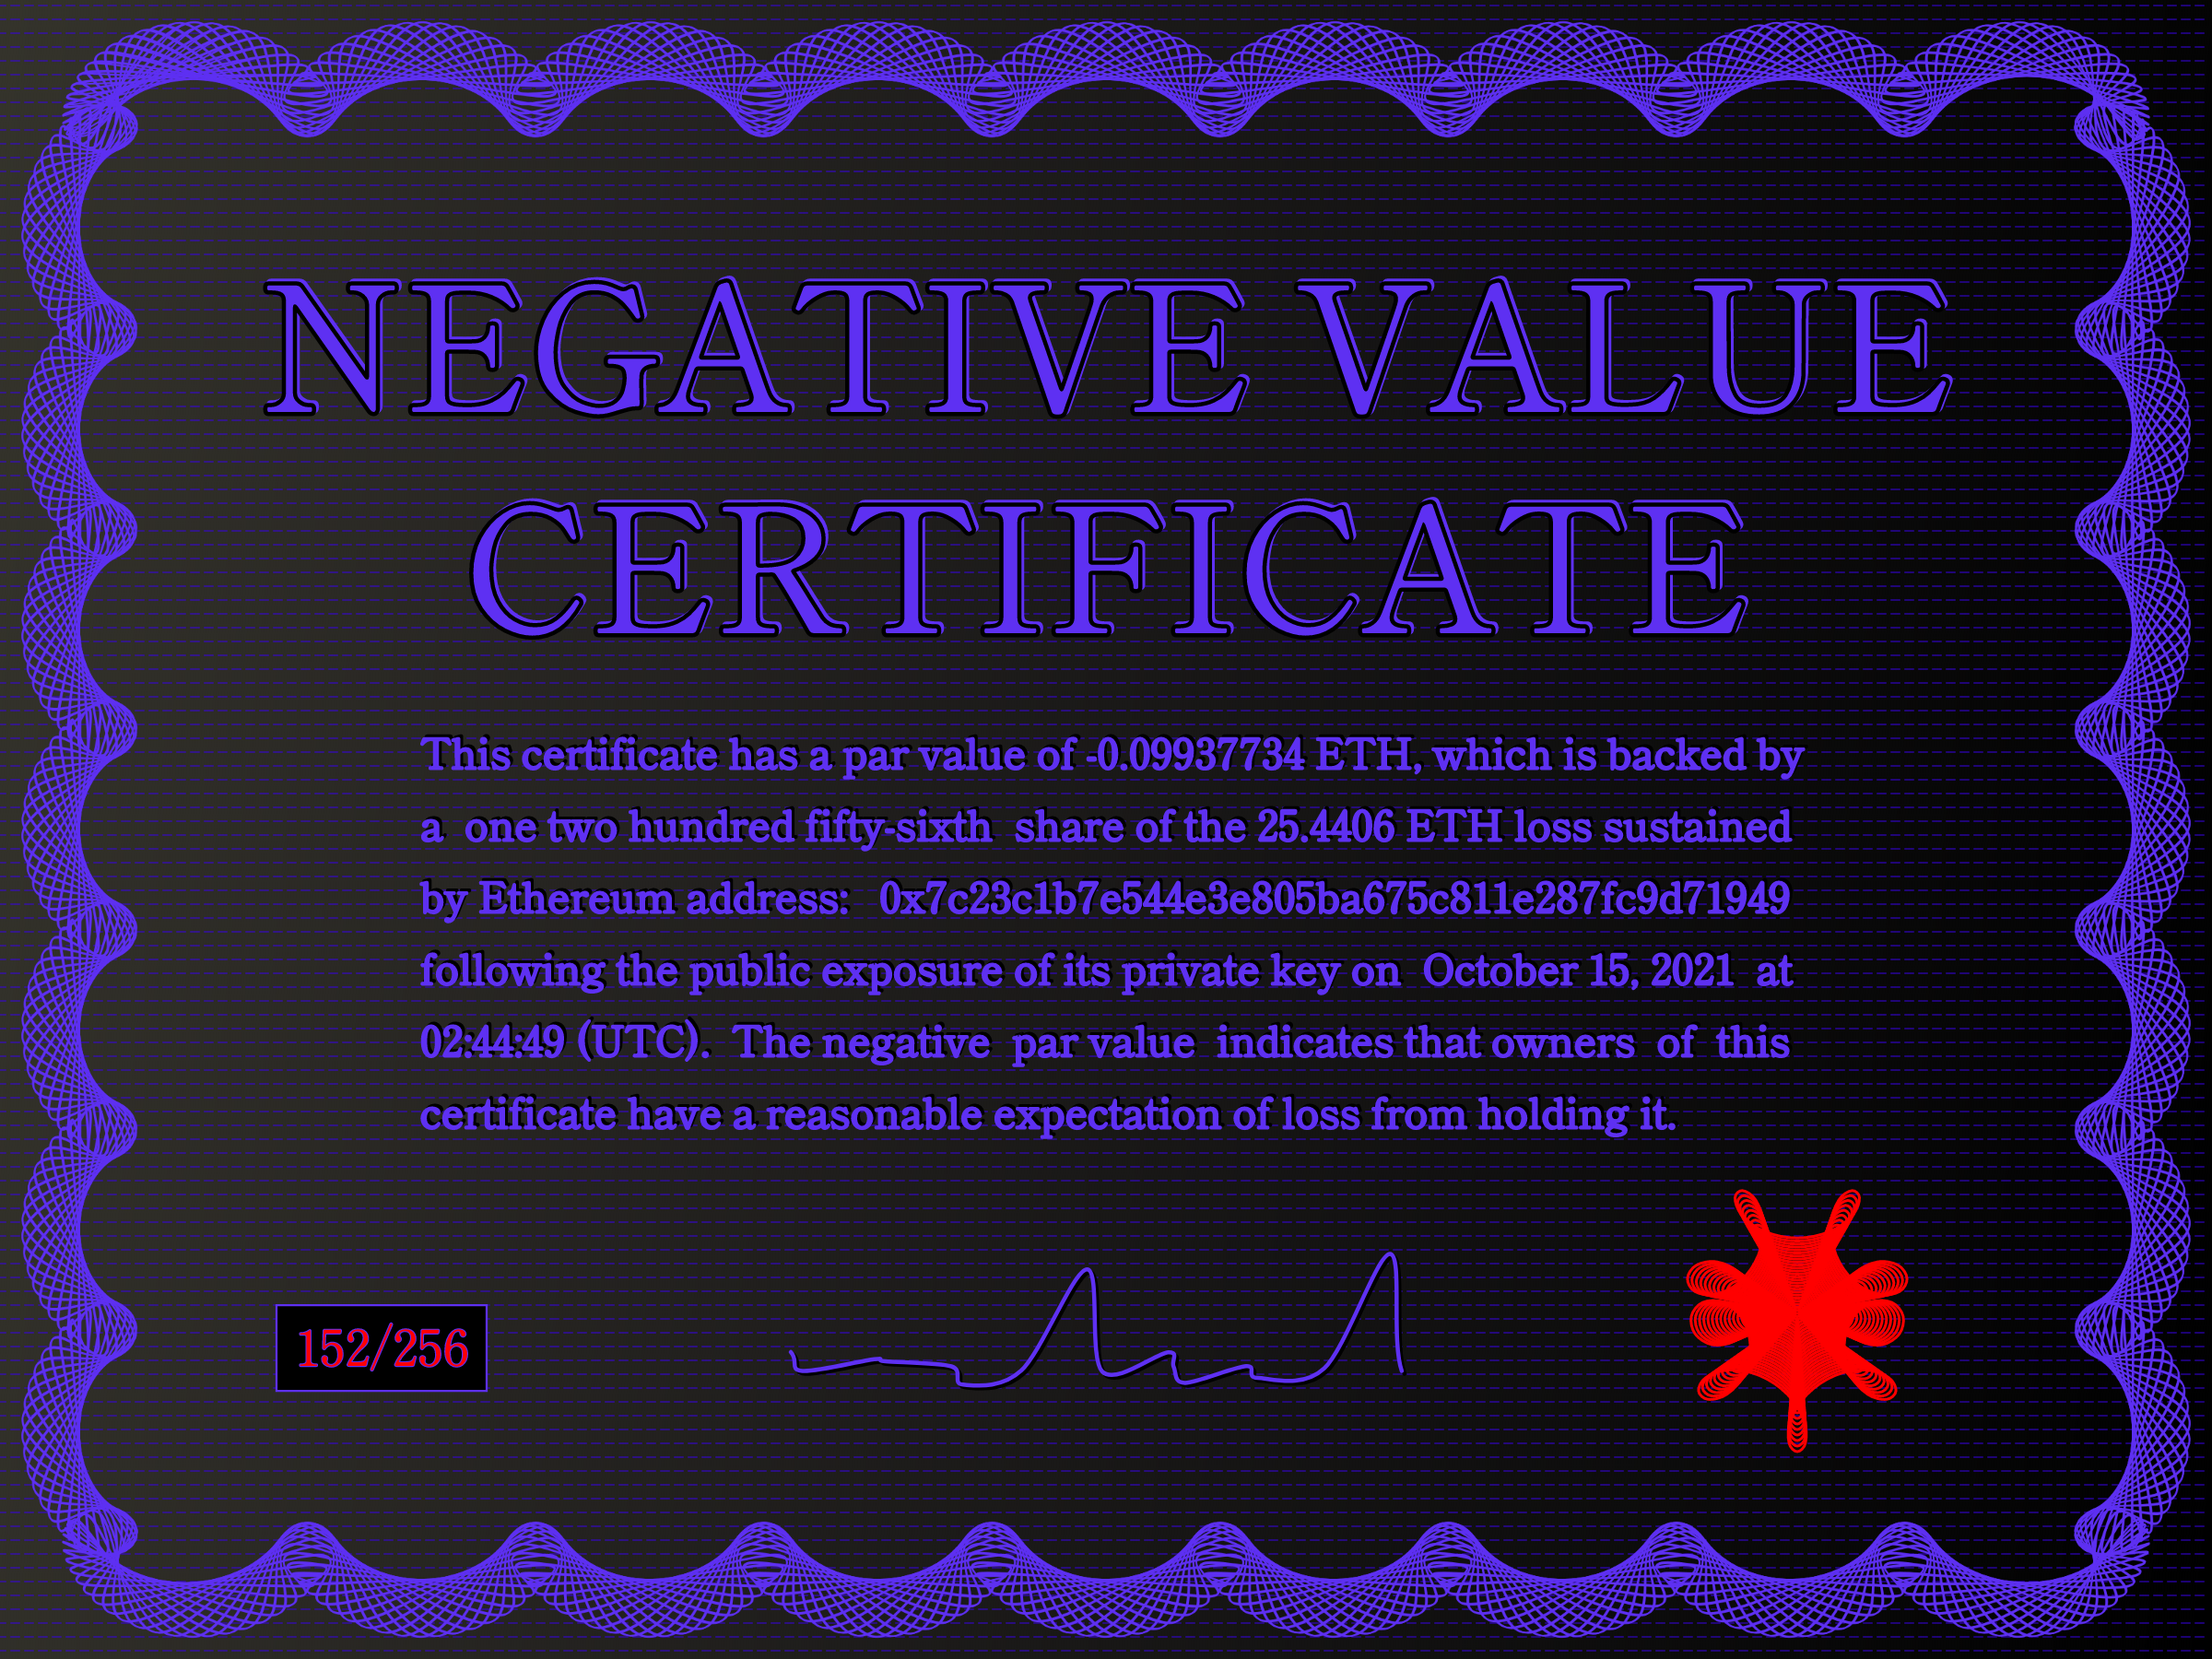 NEGATIVE VALUE
CERTIFICATE
This certificate has a par value of -0.09937734 ETH, which is backed by
a one two hundred fifty-sixth share of the 25.4406 ETH loss sustained
by Ethereum address: 0x7c23c1b7e544e3e805ba675c811e287fc9d71949
following the public exposure of its private key on October 15, 2021 at
02:44:49 (UTC). The negative par value indicates that owners of this
certificate have a reasonable expectation of loss from holding it.
152/256